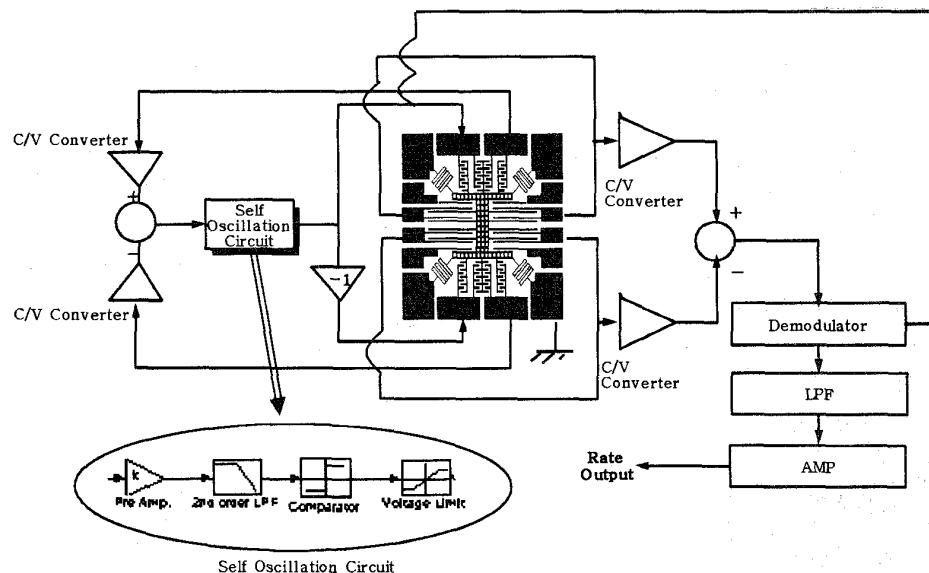 C/V Converter
+
Self
Oscillation
Circuit
-
-1
C/V Converter
C/V
Converter
+
-
C/V
Converter
Demodulator
LPF
AMP
Rate
Output
k
Pre Amp.
2nd order LPF
Comparator
Voltage Limit
Self Oscillation Circuit